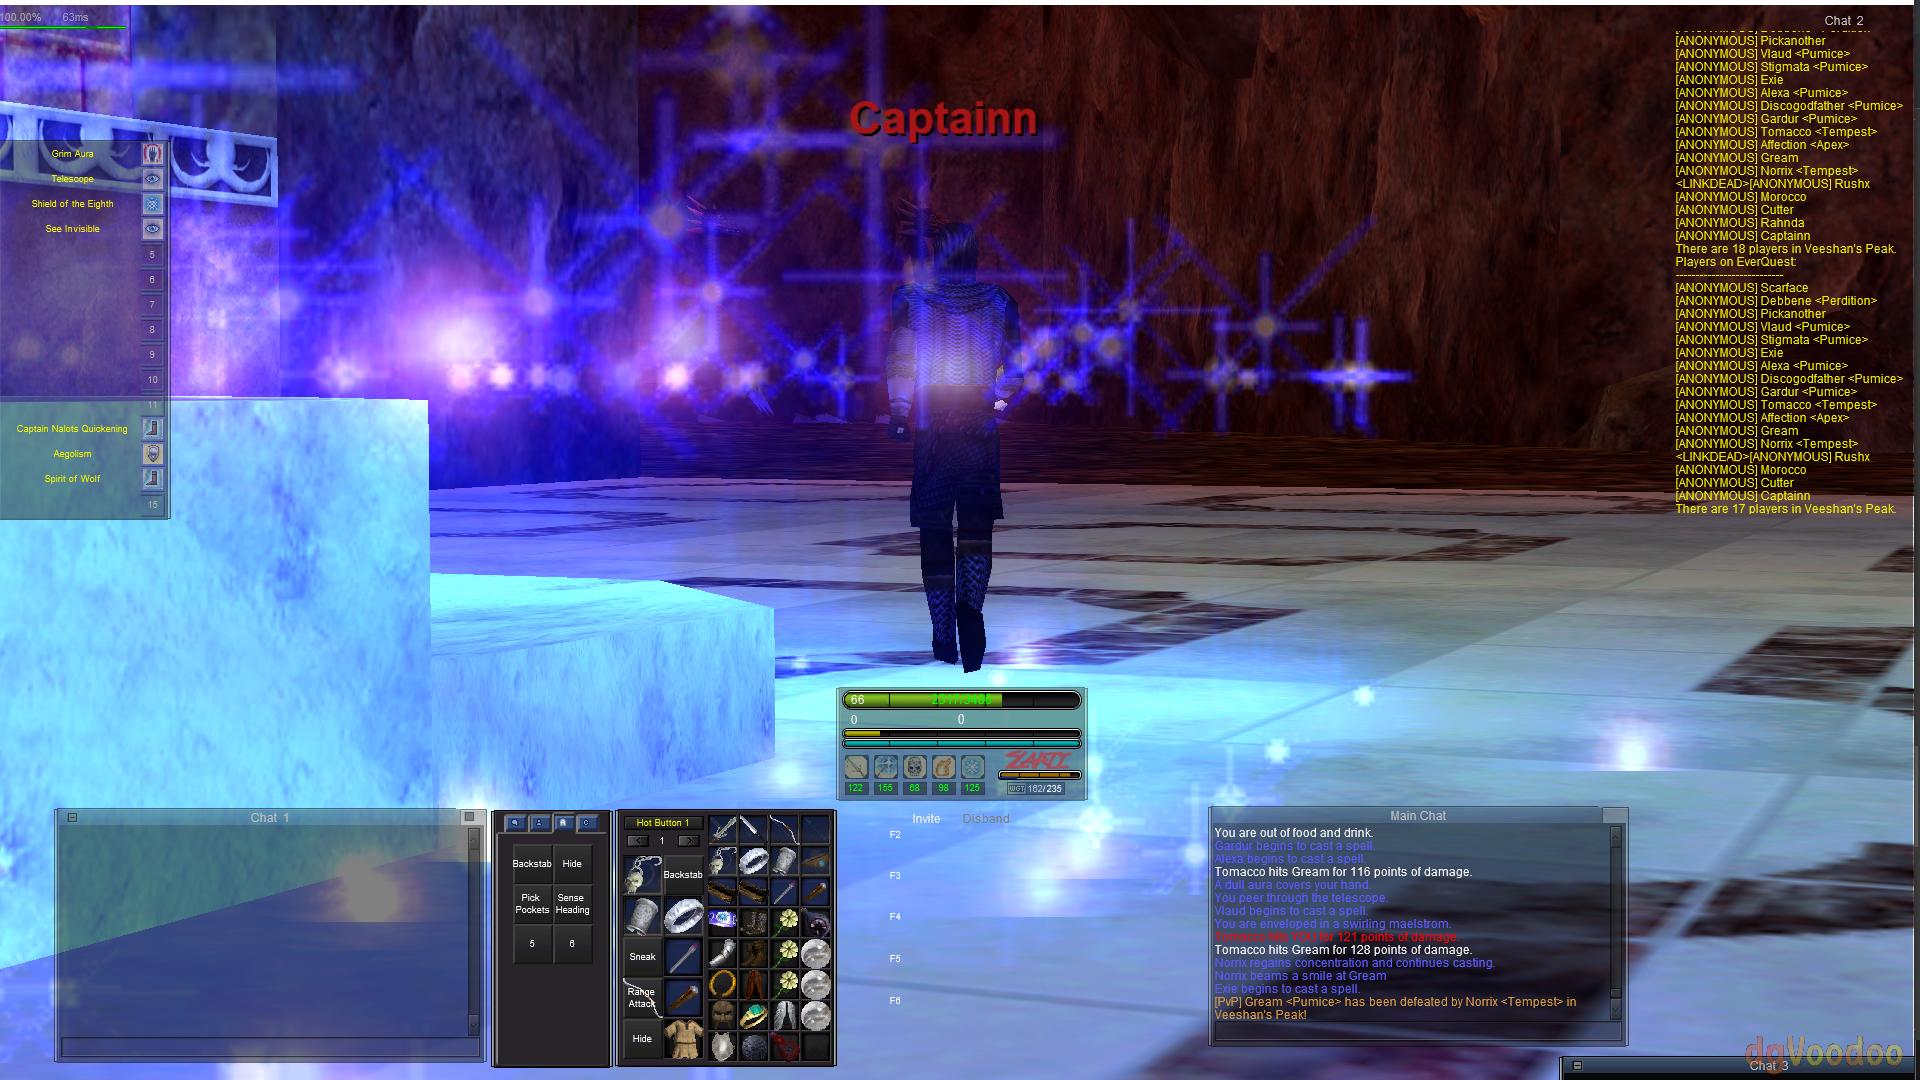 100.00% 63ms
Chat 2
[ANONYMOUS] Pickanother
[ANONYMOUS] Vlaud <Pumice>
[ANONYMOUS] Stigmata <Pumice>
[ANONYMOUS] Exie
[ANONYMOUS] Alexa <Pumice>
[ANONYMOUS] Discogodfather <Pumice>
[ANONYMOUS] Gardur <Pumice>
[ANONYMOUS] Tomacco <Tempest>
[ANONYMOUS] Affection <Apex>
[ANONYMOUS] Gream
[ANONYMOUS] Norrix <Tempest>
<LINKDEAD>[ANONYMOUS] Rushx
[ANONYMOUS] Morocco
[ANONYMOUS] Cutter
[ANONYMOUS] Rahnda
[ANONYMOUS] Captainn
There are 18 players in Veeshan's Peak.
Players on EverQuest:
---------------------------
[ANONYMOUS] Scarface
[ANONYMOUS] Debbene <Perdition>
[ANONYMOUS] Pickanother
[ANONYMOUS] Vlaud <Pumice>
[ANONYMOUS] Stigmata <Pumice>
[ANONYMOUS] Exie
[ANONYMOUS] Alexa <Pumice>
[ANONYMOUS] Discogodfather <Pumice>
[ANONYMOUS] Gardur <Pumice>
[ANONYMOUS] Tomacco <Tempest>
[ANONYMOUS] Affection <Apex>
[ANONYMOUS] Gream
[ANONYMOUS] Norrix <Tempest>
<LINKDEAD>[ANONYMOUS] Rushx
[ANONYMOUS] Morocco
[ANONYMOUS] Cutter
[ANONYMOUS] Captainn
There are 17 players in Veeshan's Peak.
Captainn
Grim Aura
Telescope
Shield of the Eighth
See Invisible
5
6
7
8
9
10
11
Captain Nalots Quickening
Aegolism
Spirit of Wolf
15
66
0 0
122 155 68 98 125
WGT 162/235
Invite Disband
F2
F3
F4
F5
F6
Chat 1
Backstab Hide
Pick Pockets
Sense Heading
5 6
Hot Button 1
1
Backstab
Sneak
Range Attack
Hide
Main Chat
You are out of food and drink.
Gardur begins to cast a spell.
Alexa begins to cast a spell.
Tomacco hits Gream for 116 points of damage.
A dull aura covers your hand.
You peer through the telescope.
Vlaud begins to cast a spell.
You are enveloped in a swirling maelstrom.
Tomacco hits YOU for 121 points of damage.
Tomacco hits Gream for 128 points of damage.
Norrix regains concentration and continues casting.
Norrix beams a smile at Gream
Exie begins to cast a spell.
[PvP] Gream <Pumice> has been defeated by Norrix <Tempest> in
Veeshan's Peak!
Chat 3
dgVoodoo